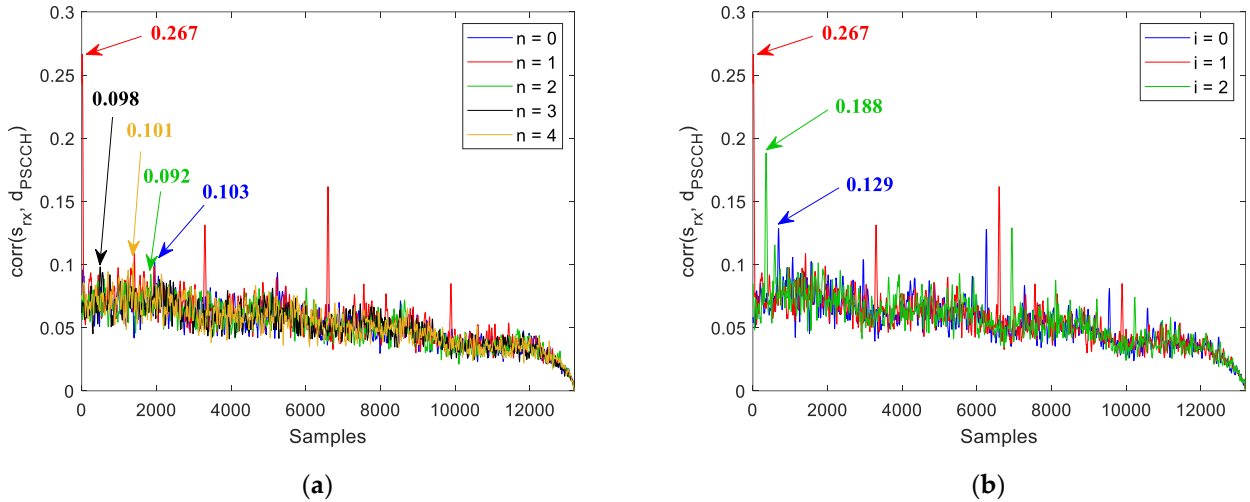 0.3
0.25
0.2
0.15
0.1
0.05
0
corr(s_rx, d_PSCCH)
0.267
0.098
0.101
0.092
0.103
n = 0
n = 1
n = 2
n = 3
n = 4
0 2000 4000 6000 8000 10000 12000
Samples
(a)
0.3
0.25
0.2
0.15
0.1
0.05
0
corr(s_rx, d_PSCCH)
0.267
0.188
0.129
i = 0
i = 1
i = 2
0 2000 4000 6000 8000 10000 12000
Samples
(b)